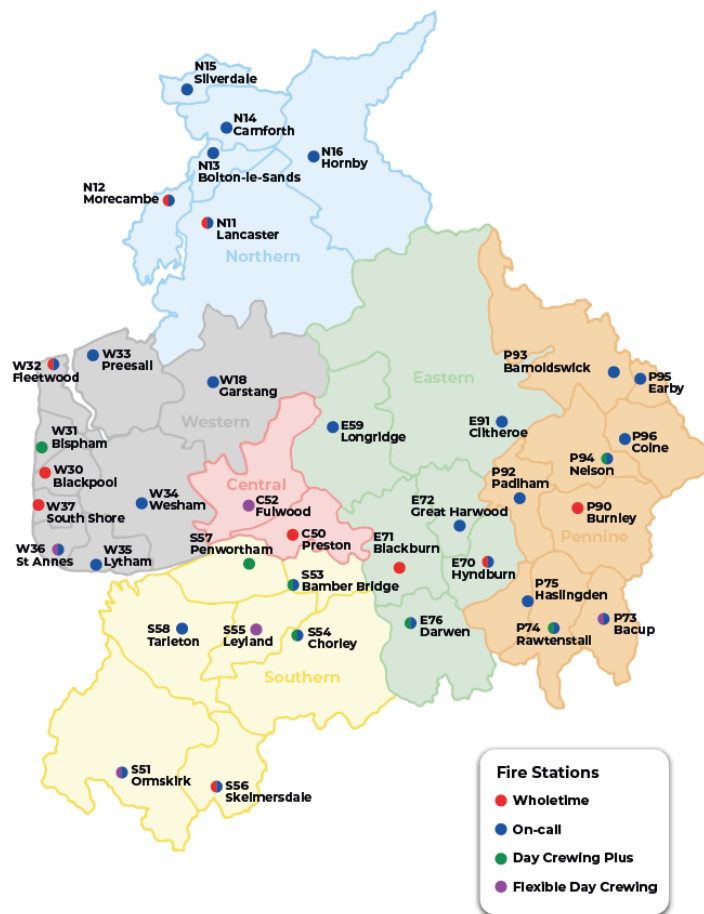 N15
Silverdale
N14
Carnforth
N16
Hornby
N13
Bolton-le-Sands
N12
Morecambe
N11
Lancaster
Northern
W33
Preesall
W32
Fleetwood
W18
Garstang
P93
Barnoldswick
P95
Earby
Eastern
Western
W31
Bispham
E59
Longridge
E91
Clitheroe
P96
Colne
P94
Nelson
W30
Blackpool
P92
Padiham
Central
C52
Fulwood
W34
Wesham
W37
South Shore
E72
Great Harwood
P90
Burnley
Pennine
S57
Penwortham
C50
Preston
E71
Blackburn
W36
St Annes
W35
Lytham
E70
Hyndburn
S53
Bamber Bridge
P75
Haslingden
S58
Tarleton
S55
Leyland
S54
Chorley
E76
Darwen
P74
Rawtenstall
P73
Bacup
Southern
S51
Ormskirk
S56
Skelmersdale
Fire Stations
Wholetime
On-call
Day Crewing Plus
Flexible Day Crewing